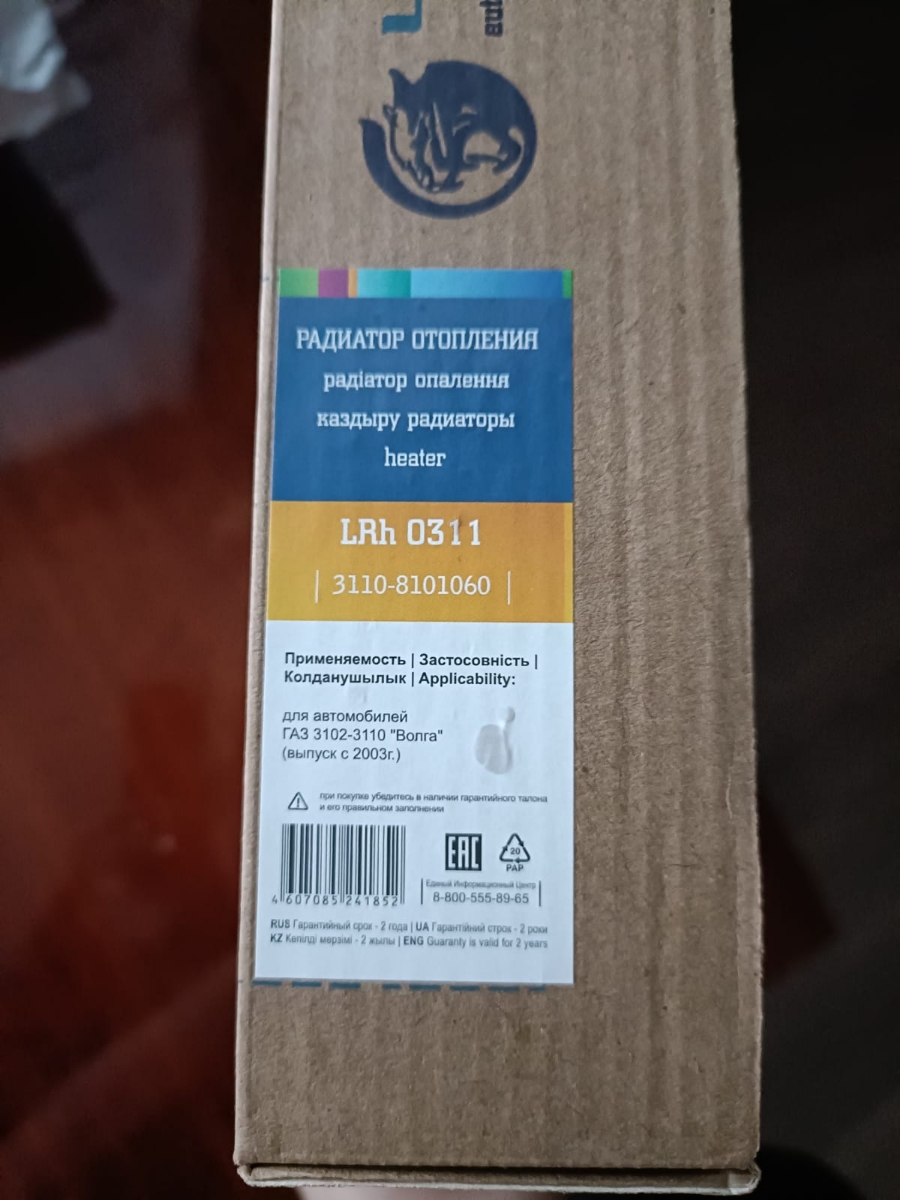 L
aut
РАДИАТОР ОТОПЛЕНИЯ
радіатор опалення
каздыру радиаторы
heater
LRh 0311
| 3110-8101060 |
Применяемость | Застосовність |
Колданушылык | Applicability:
для автомобилей
ГАЗ 3102-3110 "Волга"
(выпуск с 2003г.)
при покупке убедитесь в наличии гарантийного талона
и его правильном заполнении
EAC
20
PAP
Единый Информационный Центр
8-800-555-89-65
4 607085 241852
RUS Гарантийный срок - 2 года | UA Гарантійний строк - 2 роки
KZ Кепілді мерзімі - 2 жылы | ENG Guaranty is valid for 2 years